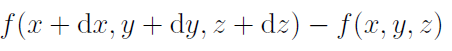 f(x + dx, y + dy, z + dz) − f(x, y, z)